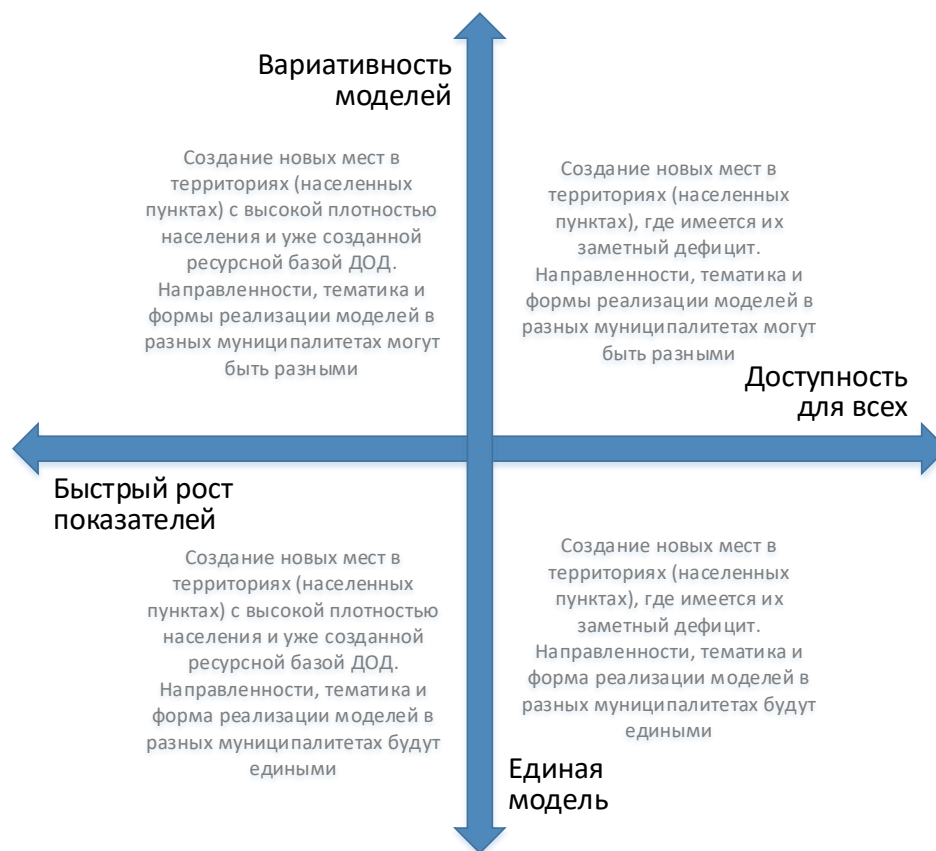 Вариативность
моделей
Создание новых мест в
территориях (населенных
пунктах) с высокой плотностью
населения и уже созданной
ресурсной базой ДОД.
Направленности, тематика и
формы реализации моделей в
разных муниципалитетах могут
быть разными
Создание новых мест в
территориях (населенных
пунктах), где имеется их
заметный дефицит.
Направленности, тематика и
формы реализации моделей в
разных муниципалитетах могут
быть разными
Доступность
для всех
Быстрый рост
показателей
Создание новых мест в
территориях (населенных
пунктах) с высокой плотностью
населения и уже созданной
ресурсной базой ДОД.
Направленности, тематика и
форма реализации моделей в
разных муниципалитетах будут
едиными
Создание новых мест в
территориях (населенных
пунктах), где имеется их
заметный дефицит.
Направленности, тематика и
форма реализации моделей в
разных муниципалитетах будут
едиными
Единая
модель